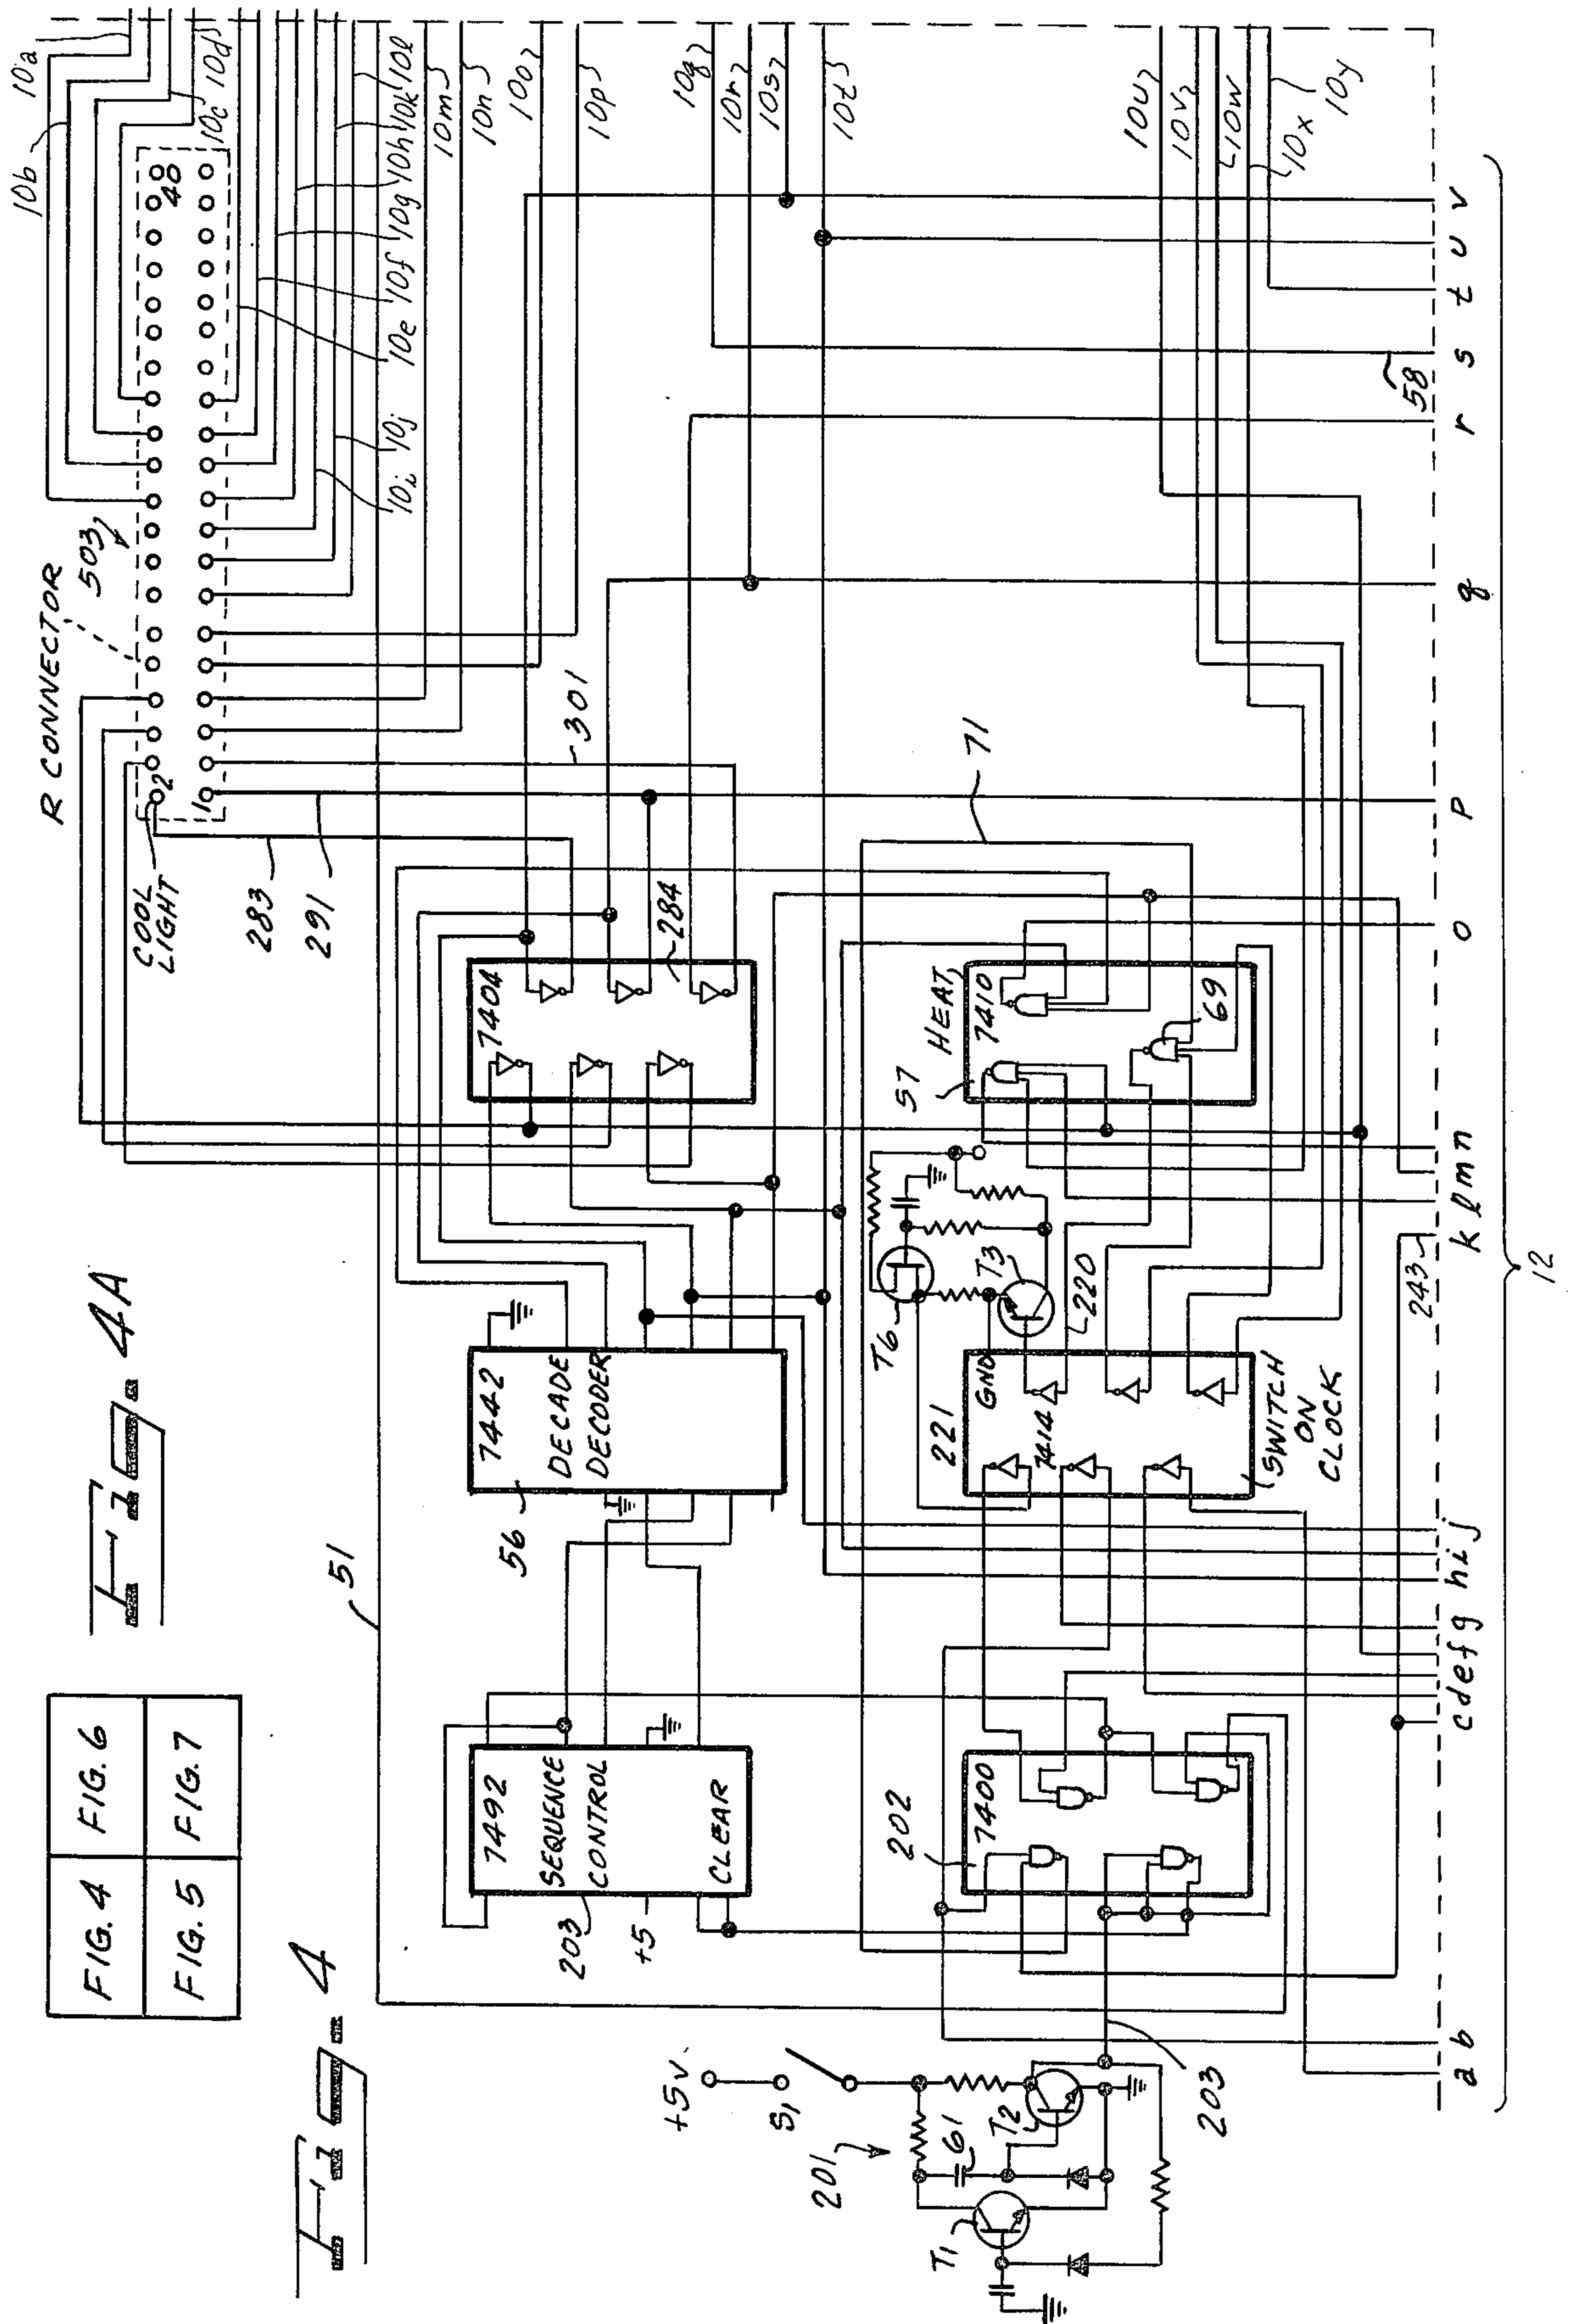 FIG. 4 FIG. 6
FIG. 5 FIG. 7
Fig. 4A
Fig. 4
R CONNECTOR
503
10b
10a
10c
10d
40
2
1
COOL
LIGHT
283
291
301
10i
10j
10e
10f
10g
10h
10k
10l
10m
10n
10o
10p
10q
10r
10s
10t
10u
10v
10w
10x
10y
51
7492
SEQUENCE
CONTROL
CLEAR
203
+5
7442
DECADE
DECODER
56
7404
284
+5v
S1
201
61
T1
T2
203
202
7400
221
GND
7414
SWITCH
ON
CLOCK
T6
T3
220
57
HEAT
7410
69
71
243
58
a b c d e f g h i j k l m n o p q r s t u v
12